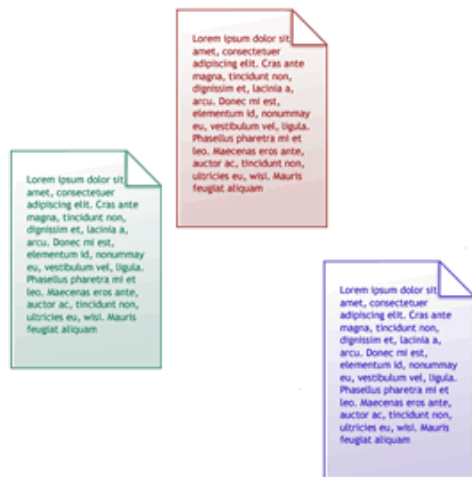 Lorem ipsum dolor sit
amet, consectetuer
adipiscing elit. Cras ante
magna, tincidunt non,
dignissim et, lacinia a,
arcu. Donec mi est,
elementum id, nonummay
eu, vestibulum vel, ligula.
Phasellus pharetra mi et
leo. Maecenas eros ante,
auctor ac, tincidunt non,
ultricies eu, wisi. Mauris
feugiat aliquam
Lorem ipsum dolor sit
amet, consectetuer
adipiscing elit. Cras ante
magna, tincidunt non,
dignissim et, lacinia a,
arcu. Donec mi est,
elementum id, nonummay
eu, vestibulum vel, ligula.
Phasellus pharetra mi et
leo. Maecenas eros ante,
auctor ac, tincidunt non,
ultricies eu, wisi. Mauris
feugiat aliquam
Lorem ipsum dolor sit
amet, consectetuer
adipiscing elit. Cras ante
magna, tincidunt non,
dignissim et, lacinia a,
arcu. Donec mi est,
elementum id, nonummay
eu, vestibulum vel, ligula.
Phasellus pharetra mi et
leo. Maecenas eros ante,
auctor ac, tincidunt non,
ultricies eu, wisi. Mauris
feugiat aliquam